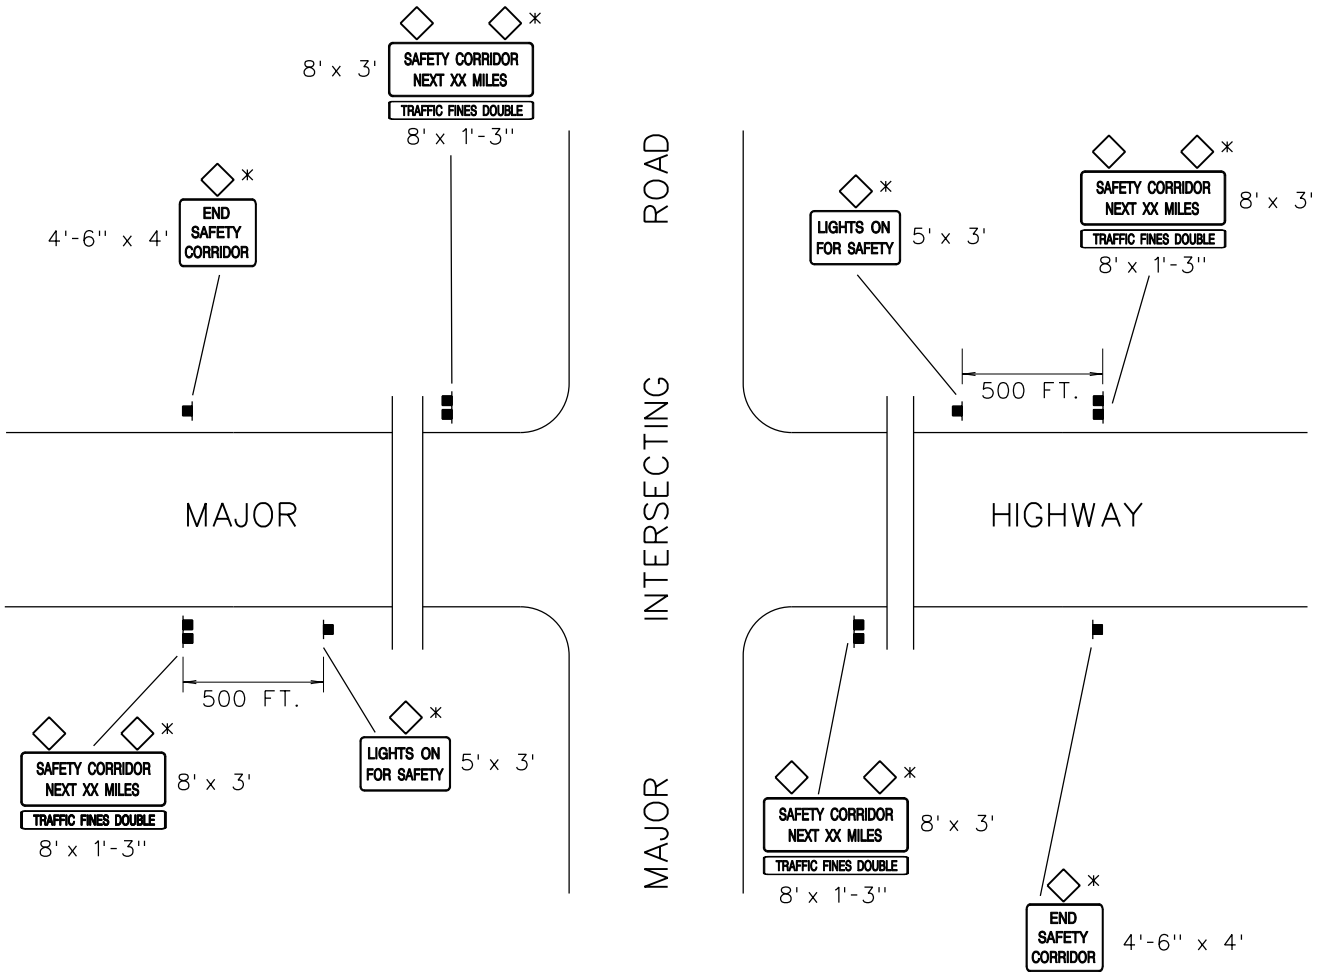 *
SAFETY CORRIDOR
NEXT XX MILES
8' x 3'
TRAFFIC FINES DOUBLE
8' x 1'-3"
*
END
SAFETY
CORRIDOR
4'-6" x 4'
*
LIGHTS ON
FOR SAFETY
5' x 3'
*
SAFETY CORRIDOR
NEXT XX MILES
8' x 3'
TRAFFIC FINES DOUBLE
8' x 1'-3"
500 FT.
MAJOR
HIGHWAY
MAJOR INTERSECTING ROAD
500 FT.
*
SAFETY CORRIDOR
NEXT XX MILES
8' x 3'
TRAFFIC FINES DOUBLE
8' x 1'-3"
*
LIGHTS ON
FOR SAFETY
5' x 3'
*
SAFETY CORRIDOR
NEXT XX MILES
8' x 3'
TRAFFIC FINES DOUBLE
8' x 1'-3"
*
END
SAFETY
CORRIDOR
4'-6" x 4'